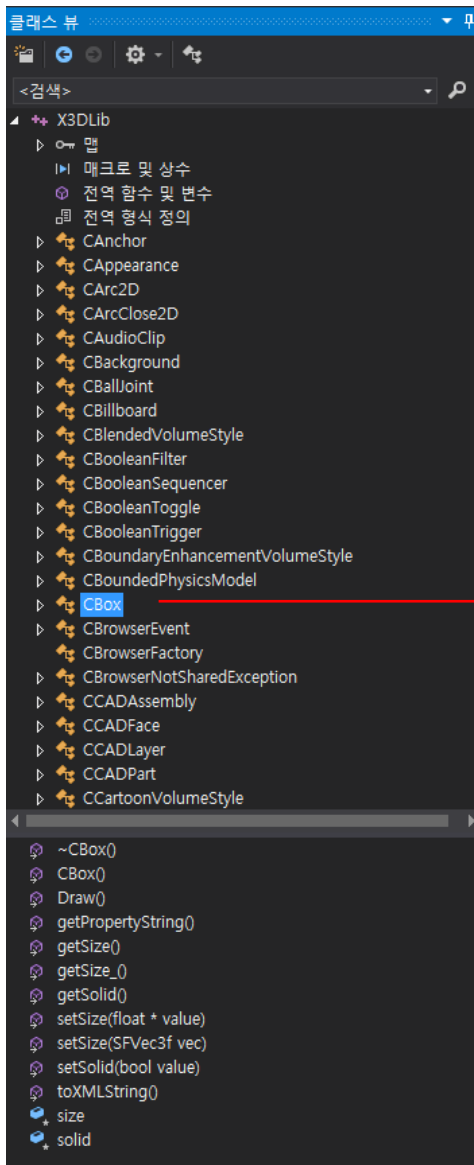 클래스 뷰
<검색>
X3DLib
맵
매크로 및 상수
전역 함수 및 변수
전역 형식 정의
CAnchor
CAppearance
CArc2D
CArcClose2D
CAudioClip
CBackground
CBallJoint
CBillboard
CBlendedVolumeStyle
CBooleanFilter
CBooleanSequencer
CBooleanToggle
CBooleanTrigger
CBoundaryEnhancementVolumeStyle
CBoundedPhysicsModel
CBox
CBrowserEvent
CBrowserFactory
CBrowserNotSharedException
CCADAssembly
CCADFace
CCADLayer
CCADPart
CCartoonVolumeStyle
~CBox()
CBox()
Draw()
getPropertyString()
getSize()
getSize_()
getSolid()
setSize(float * value)
setSize(SFVec3f vec)
setSolid(bool value)
toXMLString()
size
solid